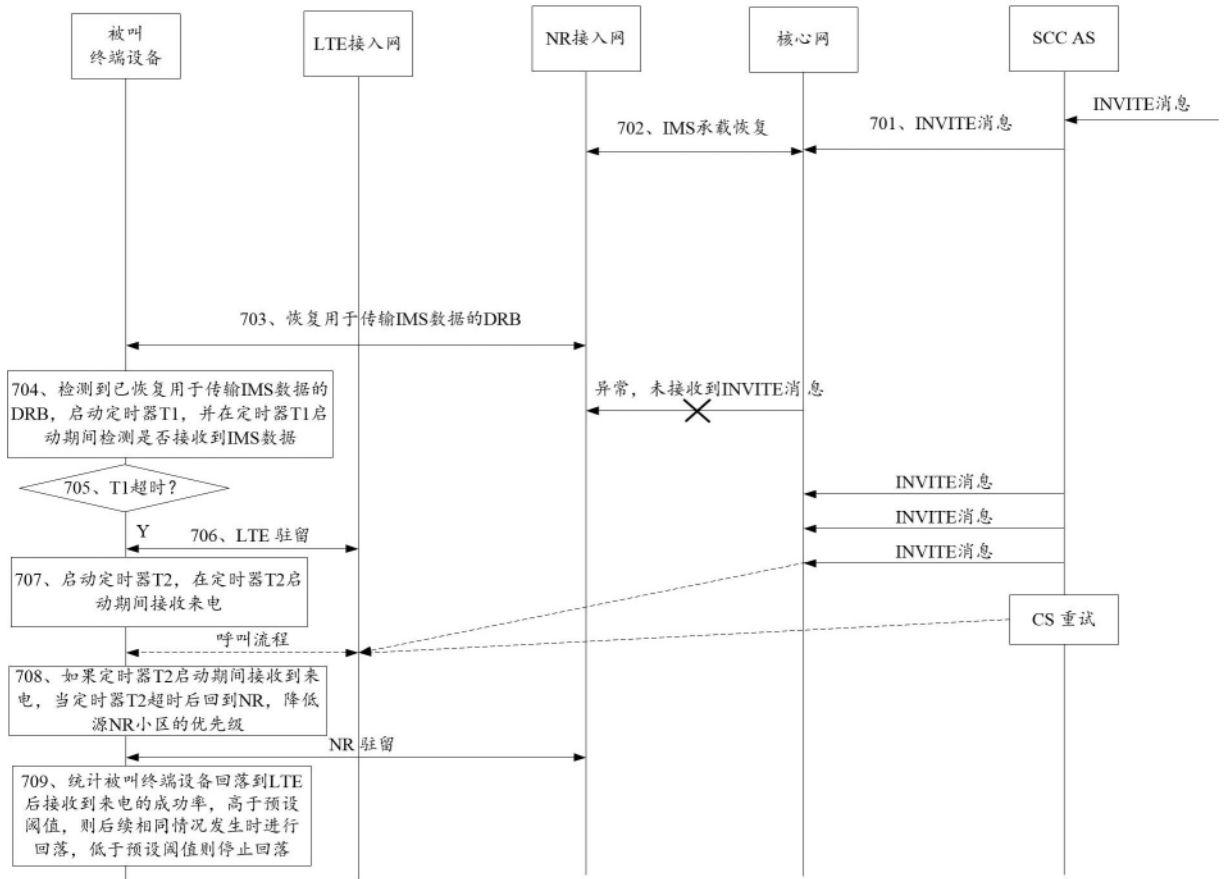 被叫
终端设备
LTE接入网
NR接入网
核心网
SCC AS
INVITE消息
702、IMS承载恢复
701、INVITE消息
703、恢复用于传输IMS数据的DRB
704、检测到已恢复用于传输IMS数据的
DRB，启动定时器T1，并在定时器T1启
动期间检测是否接收到IMS数据
异常，未接收到INVITE消息
705、T1超时？
INVITE消息
Y
706、LTE 驻留
INVITE消息
INVITE消息
707、启动定时器T2，在定时器T2启
动期间接收来电
CS 重试
呼叫流程
708、如果定时器T2启动期间接收到来
电，当定时器T2超时后回到NR，降低
源NR小区的优先级
NR 驻留
709、统计被叫终端设备回落到LTE
后接收到来电的成功率，高于预设
阈值，则后续相同情况发生时进行
回落，低于预设阈值则停止回落